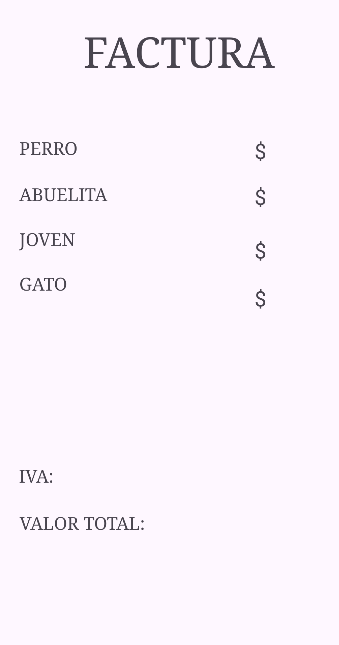 FACTURA
PERRO $
ABUELITA $
JOVEN $
GATO $
IVA:
VALOR TOTAL: